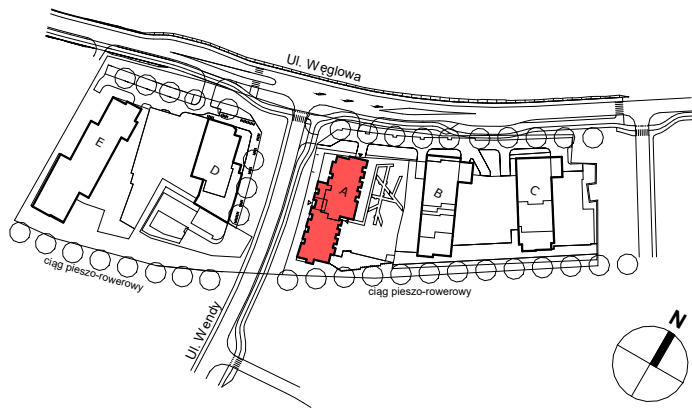 Ul. Węglowa
E
D
A
B
C
ciąg pieszo-rowerowy
ciąg pieszo-rowerowy
Ul. Wendy
N